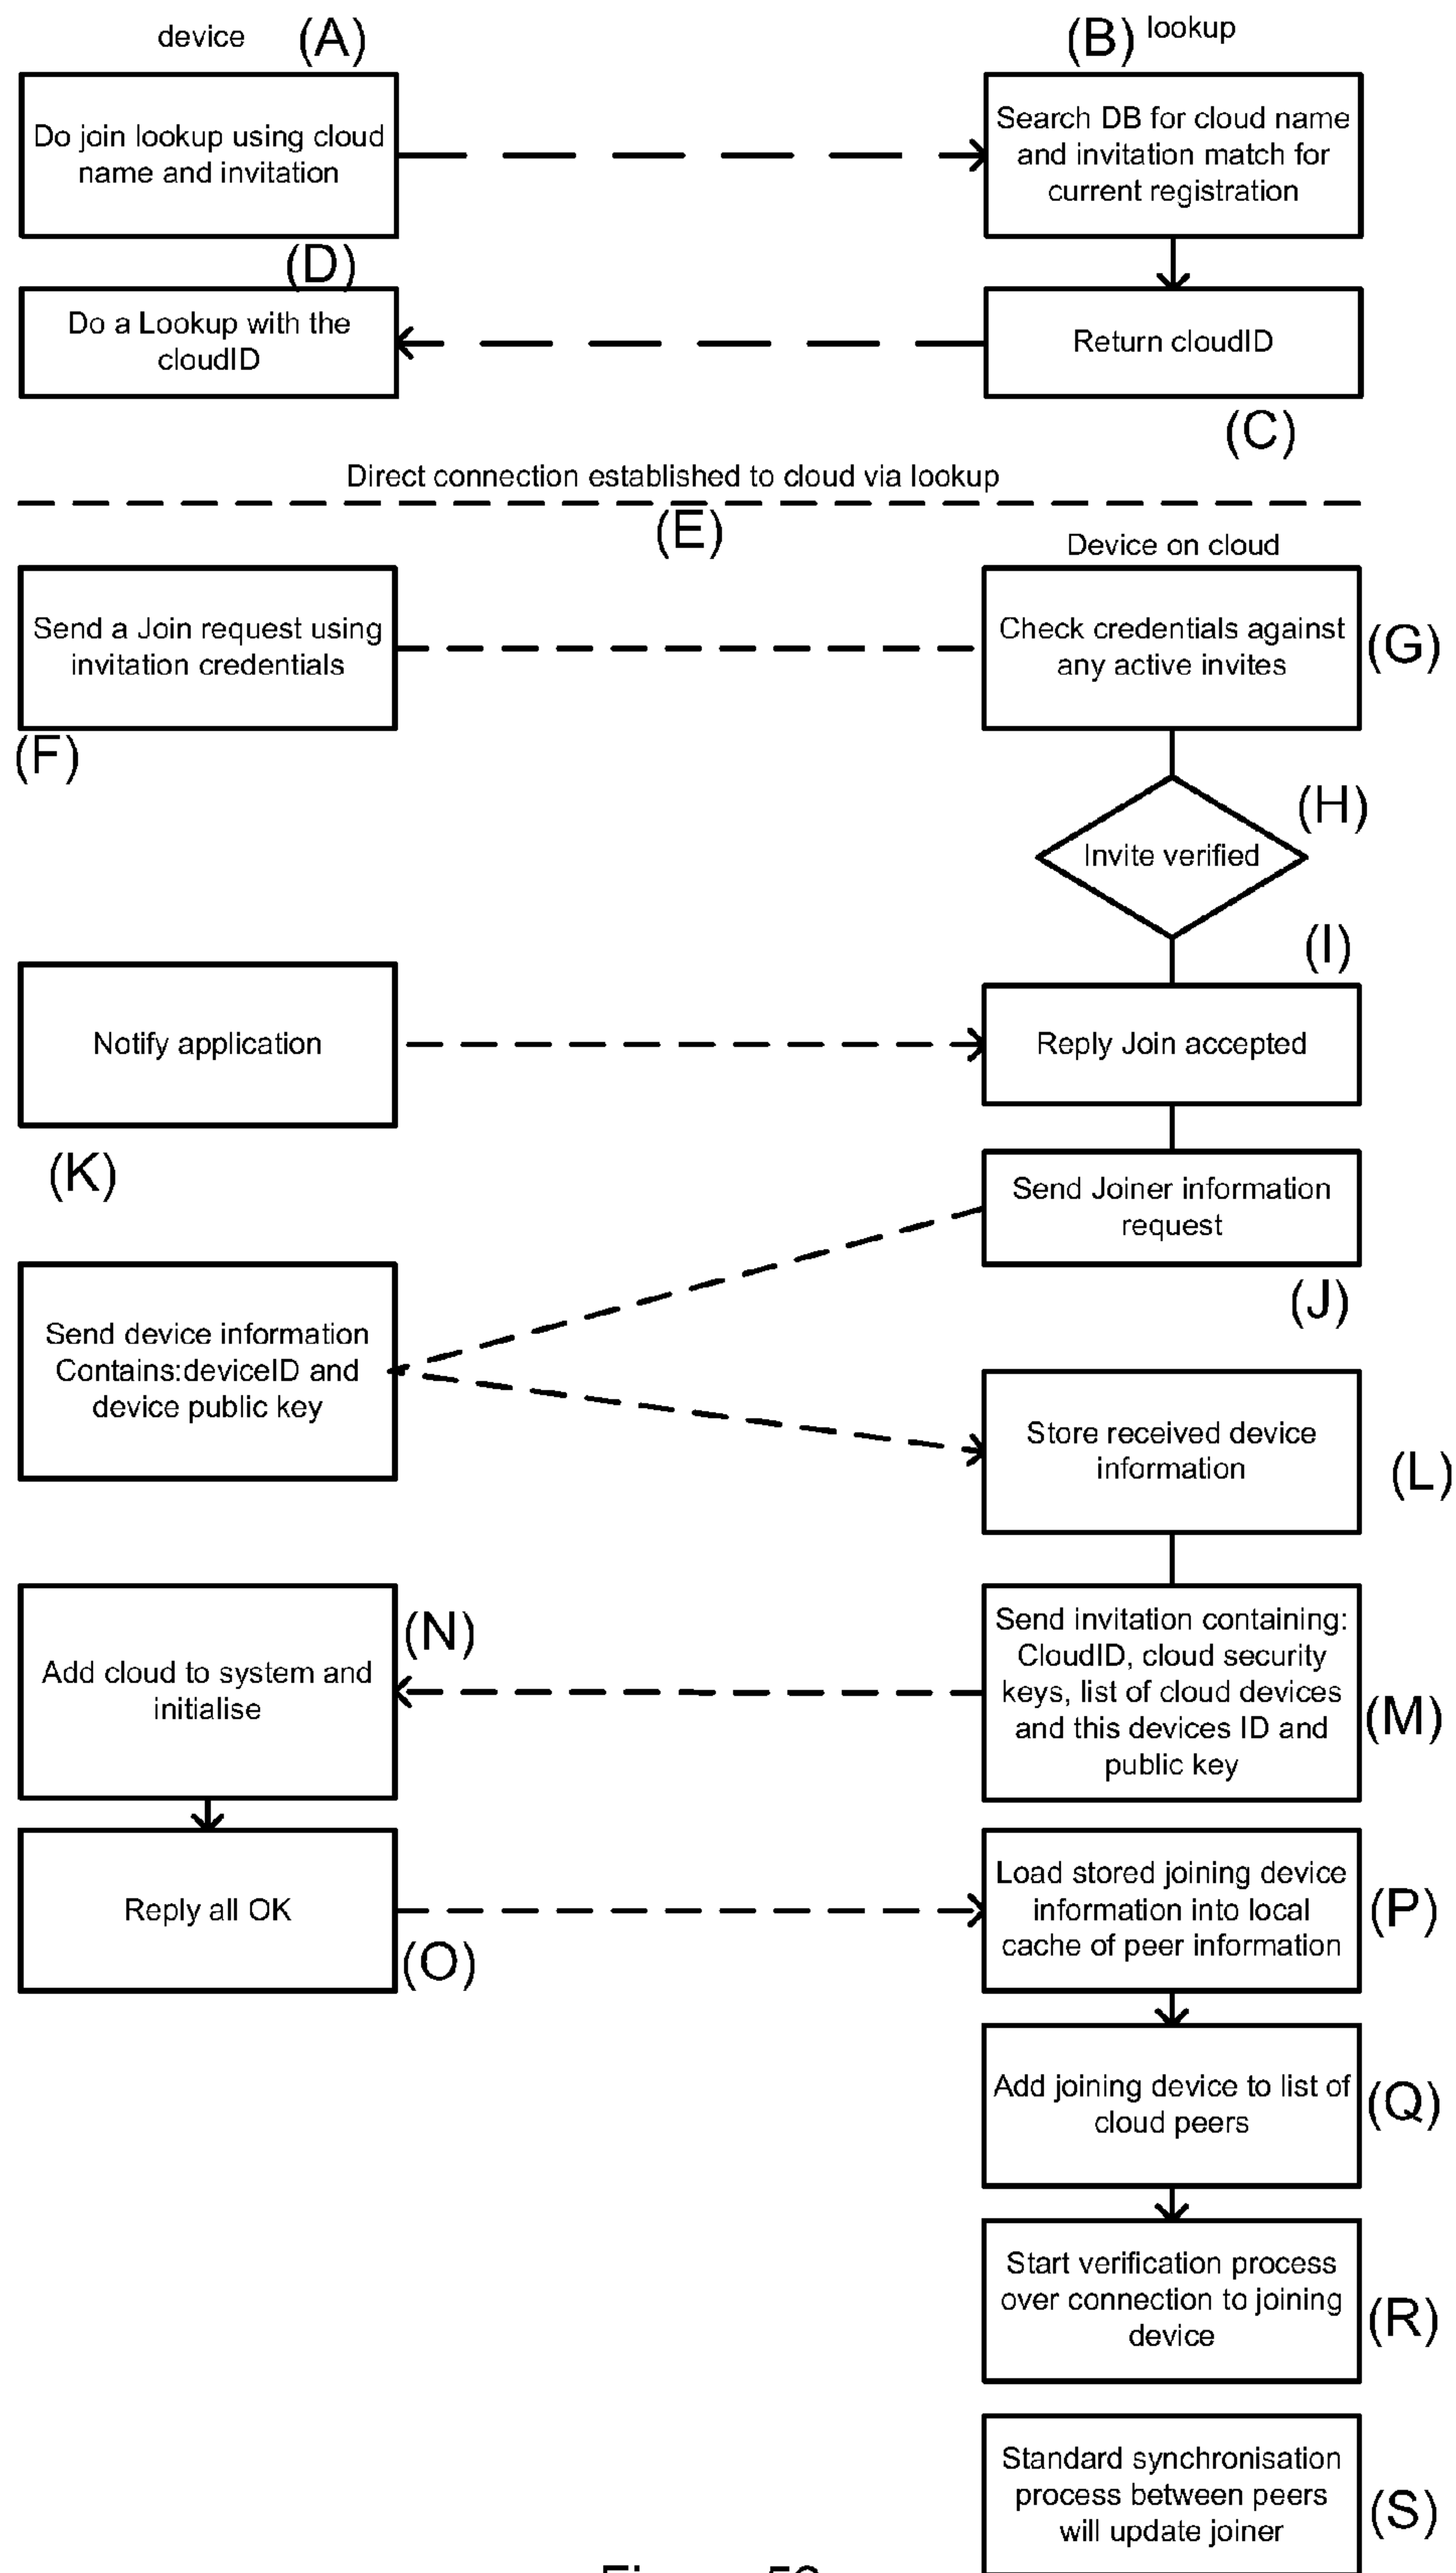 device (A)
(B) lookup
Do join lookup using cloud
name and invitation
Search DB for cloud name
and invitation match for
current registration
(D)
Do a Lookup with the
cloudID
Return cloudID
(C)
Direct connection established to cloud via lookup
(E)
Device on cloud
Send a Join request using
invitation credentials
Check credentials against
any active invites
(G)
(F)
(H)
Invite verified
(I)
Notify application
Reply Join accepted
(K)
Send Joiner information
request
(J)
Send device information
Contains:deviceID and
device public key
Store received device
information
(L)
(N)
Add cloud to system and
initialise
Send invitation containing:
CloudID, cloud security
keys, list of cloud devices
and this devices ID and
public key
(M)
Reply all OK
(O)
Load stored joining device
information into local
cache of peer information
(P)
Add joining device to list of
cloud peers
(Q)
Start verification process
over connection to joining
device
(R)
Standard synchronisation
process between peers
will update joiner
(S)